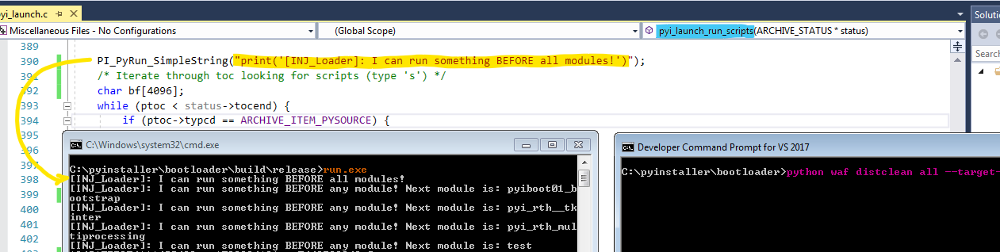 yi_launch.c
Solutio
Miscellaneous Files - No Configurations
(Global Scope)
pyi_launch_run_scripts(ARCHIVE_STATUS * status)
Search
389
390 PI_PyRun_SimpleString("print('[INJ_Loader]: I can run something BEFORE all modules!')");
391 /* Iterate through toc looking for scripts (type 's') */
392 char bf[4096];
393 while (ptoc < status->tocend) {
394 if (ptoc->typcd == ARCHIVE_ITEM_PYSOURCE) {
395
396
397
398
399
400
401
402
C:\Windows\system32\cmd.exe
C:\pyinstaller\bootloader\build\release>run.exe
[INJ_Loader]: I can run something BEFORE all modules!
[INJ_Loader]: I can run something BEFORE any module! Next module is: pyiboot01_b
ootstrap
[INJ_Loader]: I can run something BEFORE any module! Next module is: pyi_rth__tk
inter
[INJ_Loader]: I can run something BEFORE any module! Next module is: pyi_rth_mul
tiprocessing
[INJ_Loader]: I can run something BEFORE any module! Next module is: test
Developer Command Prompt for VS 2017
C:\pyinstaller\bootloader>python waf distclean all --target-